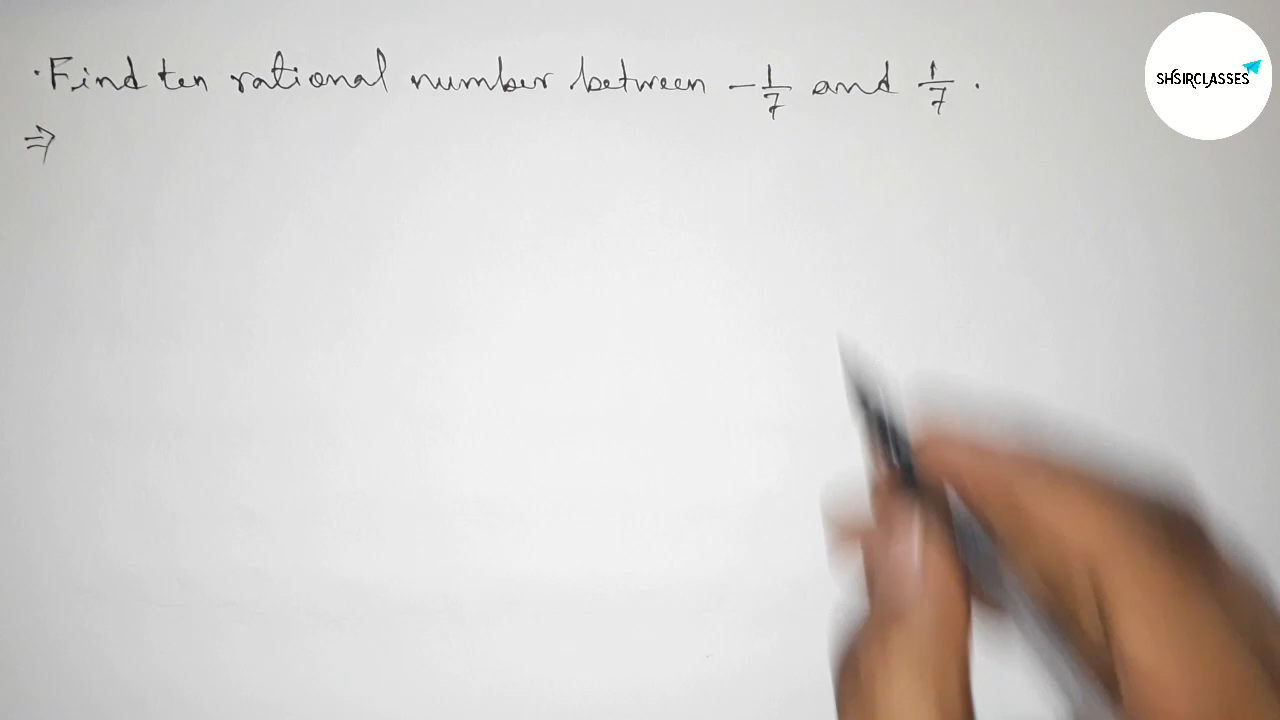 · Find ten rational number between -1/7 and 1/7 .
⇒
SHSIRCLASSES